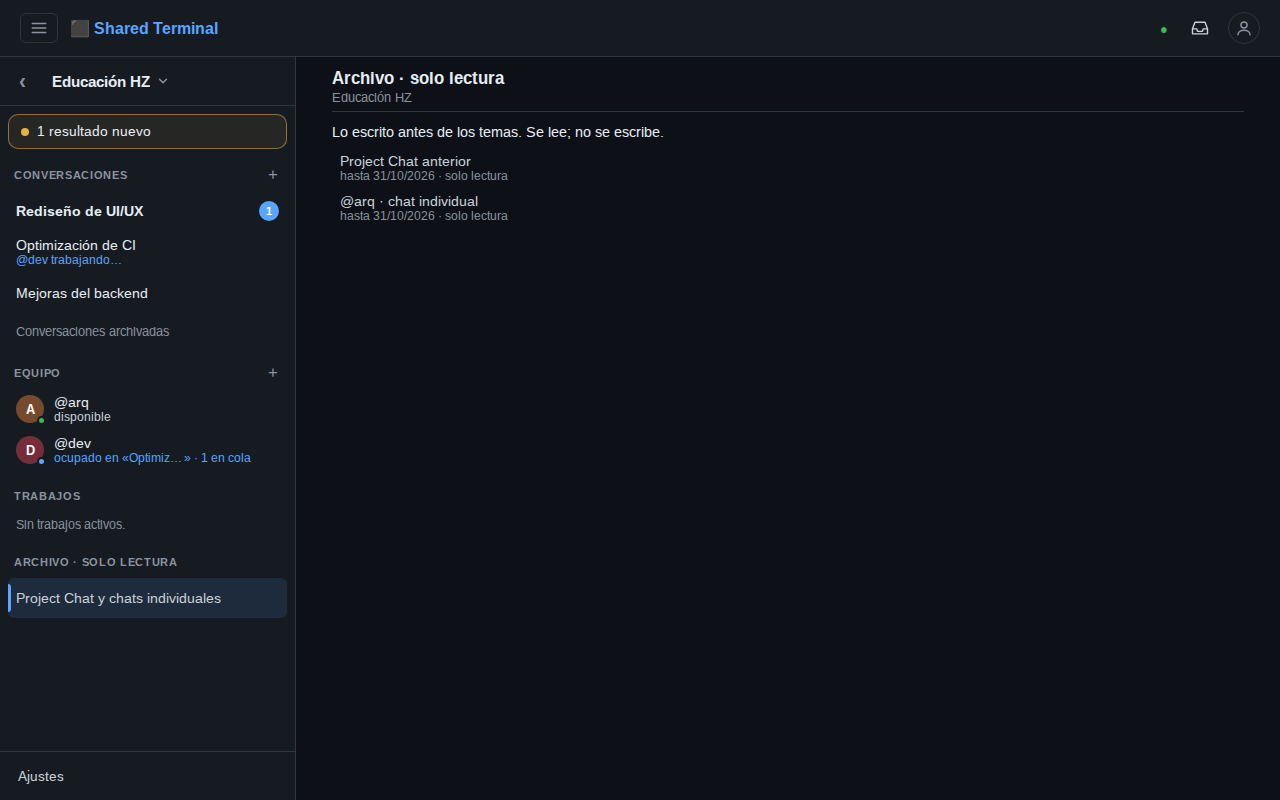 Shared Terminal
Educación HZ
1 resultado nuevo
CONVERSACIONES
Rediseño de UI/UX
1
Optimización de CI
@dev trabajando…
Mejoras del backend
Conversaciones archivadas
EQUIPO
A
@arq
disponible
D
@dev
ocupado en «Optimiz…» · 1 en cola
TRABAJOS
Sin trabajos activos.
ARCHIVO · SOLO LECTURA
Project Chat y chats individuales
Ajustes
Archivo · solo lectura
Educación HZ
Lo escrito antes de los temas. Se lee; no se escribe.
Project Chat anterior
hasta 31/10/2026 · solo lectura
@arq · chat individual
hasta 31/10/2026 · solo lectura